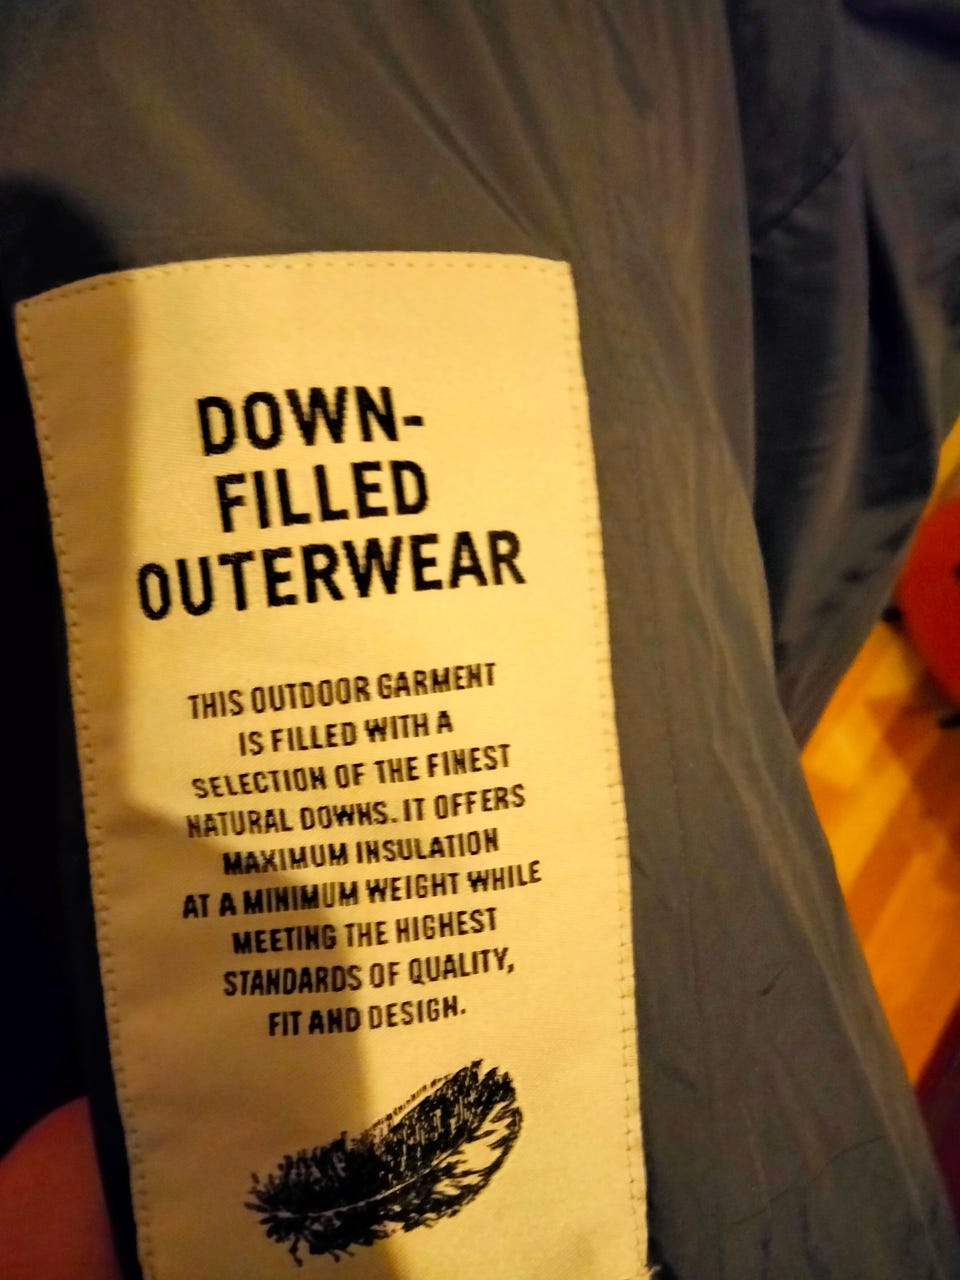 DOWN-
FILLED
OUTERWEAR
THIS OUTDOOR GARMENT
IS FILLED WITH A
SELECTION OF THE FINEST
NATURAL DOWNS. IT OFFERS
MAXIMUM INSULATION
AT A MINIMUM WEIGHT WHILE
MEETING THE HIGHEST
STANDARDS OF QUALITY,
FIT AND DESIGN.